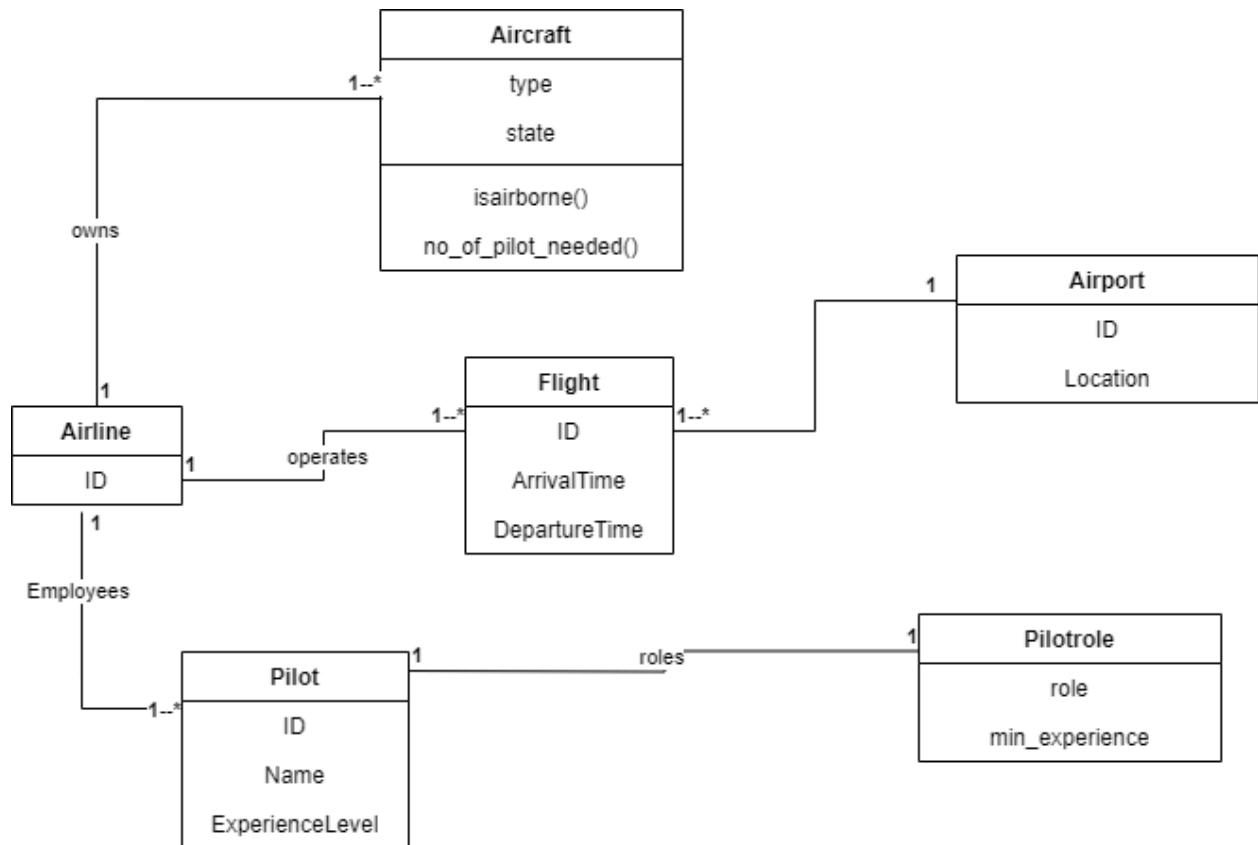 Aircraft
1--*
type
state
isairborne()
owns
no_of_pilot_needed()
Airport
1
ID
Flight
Location
1
1--*
1--*
Airline
ID
operates
1
ID
ArrivalTime
1
DepartureTime
Employees
Pilotrole
1
1
roles
Pilot
role
1--*
ID
min_experience
Name
ExperienceLevel